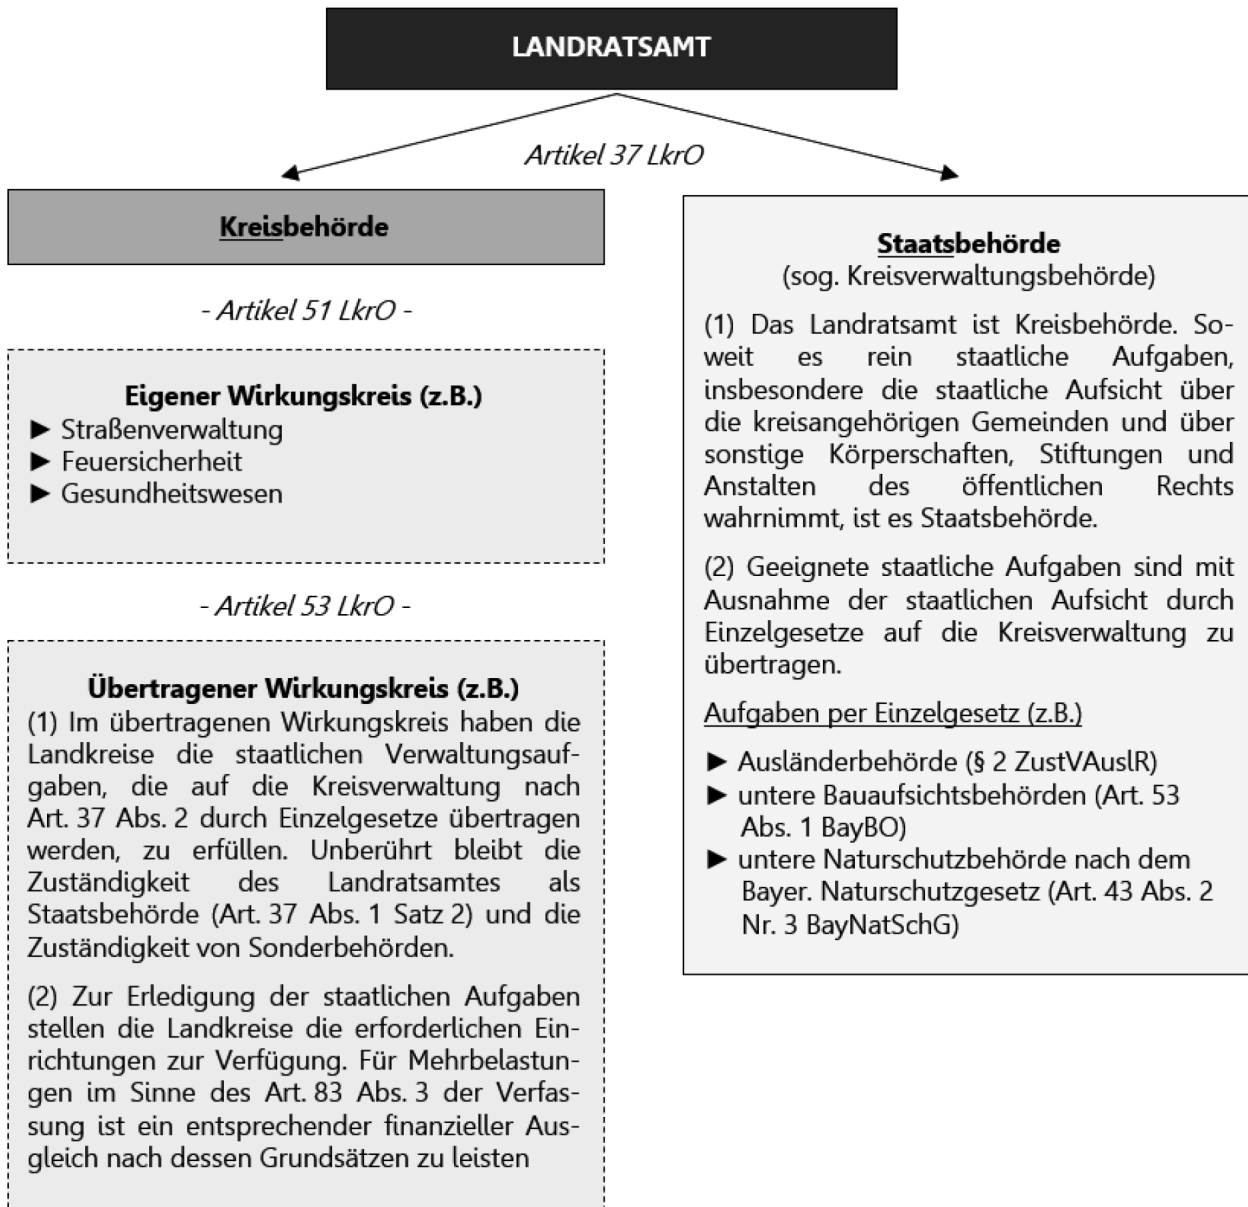 LANDRATSAMT
Artikel 37 LkrO
Kreisbehörde
- Artikel 51 LkrO -
Eigener Wirkungskreis (z.B.)
► Straßenverwaltung
► Feuersicherheit
► Gesundheitswesen
- Artikel 53 LkrO -
Übertragener Wirkungskreis (z.B.)
(1) Im übertragenen Wirkungskreis haben die
Landkreise die staatlichen Verwaltungsauf-
gaben, die auf die Kreisverwaltung nach
Art. 37 Abs. 2 durch Einzelgesetze übertragen
werden, zu erfüllen. Unberührt bleibt die
Zuständigkeit des Landratsamtes als
Staatsbehörde (Art. 37 Abs. 1 Satz 2) und die
Zuständigkeit von Sonderbehörden.
(2) Zur Erledigung der staatlichen Aufgaben
stellen die Landkreise die erforderlichen Ein-
richtungen zur Verfügung. Für Mehrbelastun-
gen im Sinne des Art. 83 Abs. 3 der Verfas-
sung ist ein entsprechender finanzieller Aus-
gleich nach dessen Grundsätzen zu leisten
Staatsbehörde
(sog. Kreisverwaltungsbehörde)
(1) Das Landratsamt ist Kreisbehörde. So-
weit es rein staatliche Aufgaben,
insbesondere die staatliche Aufsicht über
die kreisangehörigen Gemeinden und über
sonstige Körperschaften, Stiftungen und
Anstalten des öffentlichen Rechts
wahrnimmt, ist es Staatsbehörde.
(2) Geeignete staatliche Aufgaben sind mit
Ausnahme der staatlichen Aufsicht durch
Einzelgesetze auf die Kreisverwaltung zu
übertragen.
Aufgaben per Einzelgesetz (z.B.)
► Ausländerbehörde (§ 2 ZustVAuslR)
► untere Bauaufsichtsbehörden (Art. 53
Abs. 1 BayBO)
► untere Naturschutzbehörde nach dem
Bayer. Naturschutzgesetz (Art. 43 Abs. 2
Nr. 3 BayNatSchG)